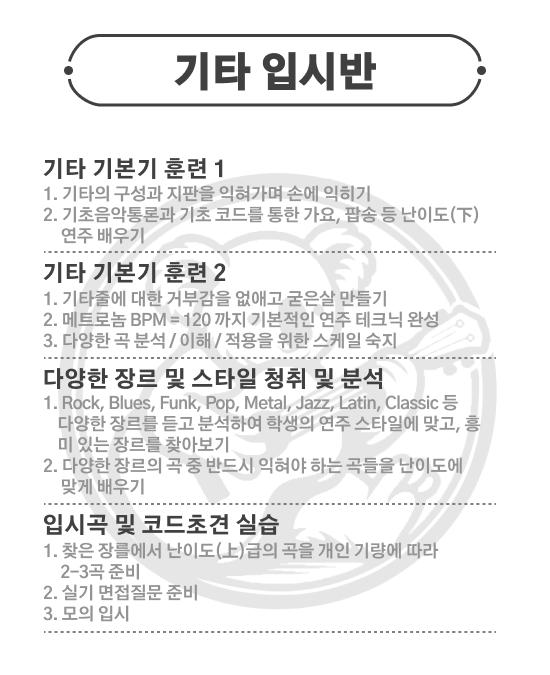 기타 입시반
기타 기본기 훈련 1
1. 기타의 구성과 지판을 익혀가며 손에 익히기
2. 기초음악통론과 기초 코드를 통한 가요, 팝송 등 난이도(下)
연주 배우기
기타 기본기 훈련 2
1. 기타줄에 대한 거부감을 없애고 굳은살 만들기
2. 메트로놈 BPM = 120 까지 기본적인 연주 테크닉 완성
3. 다양한 곡 분석 / 이해 / 적용을 위한 스케일 숙지
다양한 장르 및 스타일 청취 및 분석
1. Rock, Blues, Funk, Pop, Metal, Jazz, Latin, Classic 등
다양한 장르를 듣고 분석하여 학생의 연주 스타일에 맞고, 흥
미 있는 장르를 찾아보기
2. 다양한 장르의 곡 중 반드시 익혀야 하는 곡들을 난이도에
맞게 배우기
입시곡 및 코드초견 실습
1. 찾은 장를에서 난이도(上)급의 곡을 개인 기량에 따라
2-3곡 준비
2. 실기 면접질문 준비
3. 모의 입시